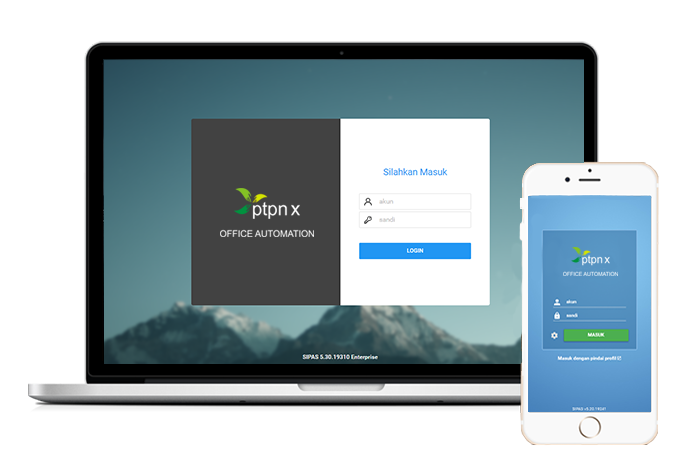 Silahkan Masuk
ptpn x
OFFICE AUTOMATION
akun
sandi
LOGIN
SIPAS 5.30.19310 Enterprise
ptpn x
OFFICE AUTOMATION
akun
sandi
MASUK
Masuk dengan pindai profil